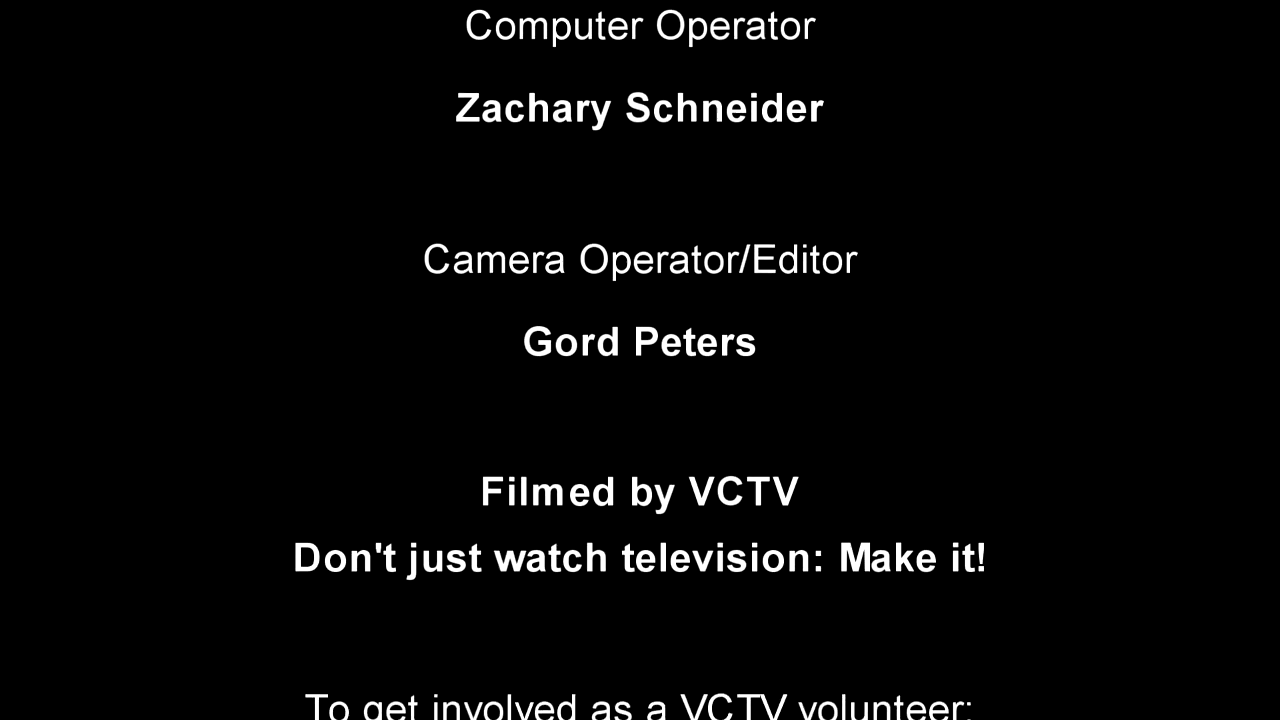 Computer Operator
Zachary Schneider
Camera Operator/Editor
Gord Peters
Filmed by VCTV
Don't just watch television: Make it!
To get involved as a VCTV volunteer: